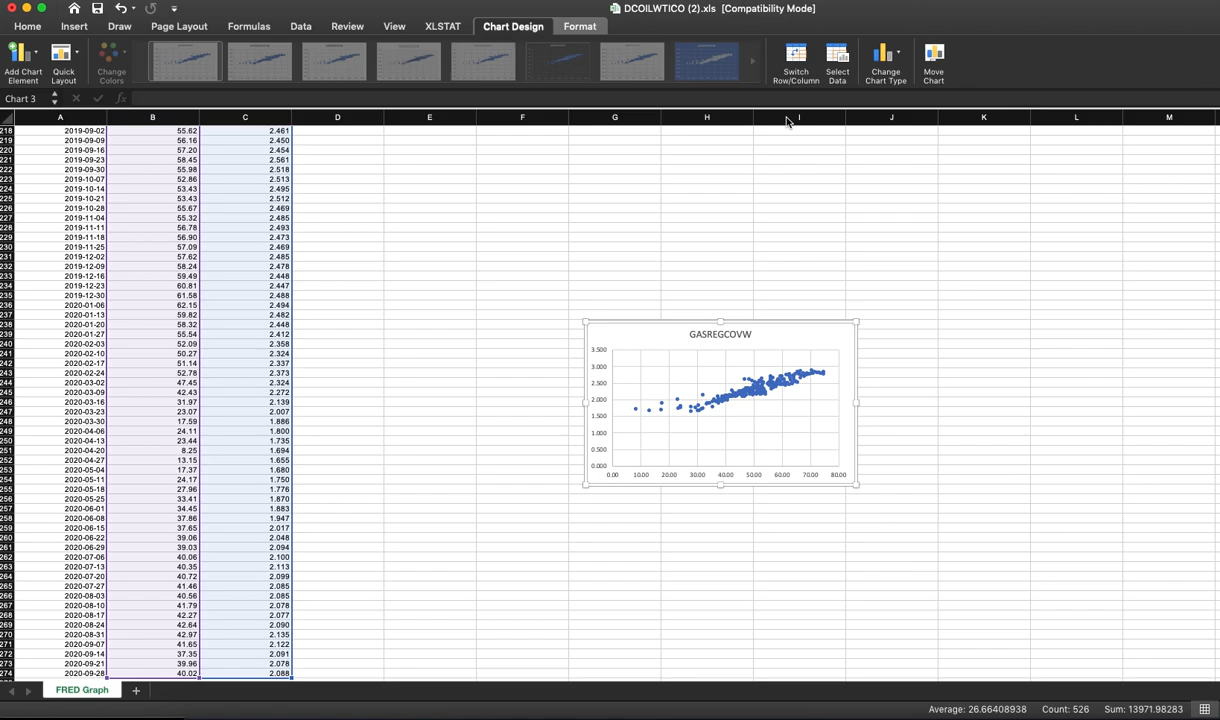 DCOILWTICO (2).xls [Compatibility Mode]
Home Insert Draw Page Layout Formulas Data Review View XLSTAT Chart Design Format
Add Chart Element Quick Layout Change Colors Switch Row/Column Select Data Change Chart Type Move Chart
Chart 3 fx
A B C D E F G H I J K L M
218 2019-09-02 55.62 2.461
219 2019-09-09 56.16 2.450
220 2019-09-16 57.20 2.454
221 2019-09-23 58.45 2.561
222 2019-09-30 55.98 2.518
223 2019-10-07 52.86 2.513
224 2019-10-14 53.43 2.495
225 2019-10-21 53.43 2.512
226 2019-10-28 55.67 2.469
227 2019-11-04 55.32 2.485
228 2019-11-11 56.78 2.493
229 2019-11-18 56.90 2.473
230 2019-11-25 57.09 2.469
231 2019-12-02 57.62 2.485
232 2019-12-09 58.24 2.478
233 2019-12-16 59.49 2.448
234 2019-12-23 60.81 2.447
235 2019-12-30 61.58 2.488
236 2020-01-06 62.15 2.494
237 2020-01-13 59.82 2.482
238 2020-01-20 58.32 2.448
239 2020-01-27 55.54 2.412
240 2020-02-03 52.09 2.358
241 2020-02-10 50.27 2.324
242 2020-02-17 51.14 2.337
243 2020-02-24 52.78 2.373
244 2020-03-02 47.45 2.324
245 2020-03-09 42.43 2.272
246 2020-03-16 31.97 2.139
247 2020-03-23 23.07 2.007
248 2020-03-30 17.59 1.886
249 2020-04-06 24.11 1.800
250 2020-04-13 23.44 1.735
251 2020-04-20 8.25 1.694
252 2020-04-27 13.15 1.655
253 2020-05-04 17.37 1.680
254 2020-05-11 24.17 1.750
255 2020-05-18 27.96 1.776
256 2020-05-25 33.41 1.870
257 2020-06-01 34.45 1.883
258 2020-06-08 37.86 1.947
259 2020-06-15 37.65 2.017
260 2020-06-22 39.06 2.048
261 2020-06-29 39.03 2.094
262 2020-07-06 40.06 2.100
263 2020-07-13 40.35 2.113
264 2020-07-20 40.72 2.099
265 2020-07-27 41.46 2.085
266 2020-08-03 40.56 2.085
267 2020-08-10 41.79 2.078
268 2020-08-17 42.27 2.077
269 2020-08-24 42.64 2.090
270 2020-08-31 42.97 2.135
271 2020-09-07 41.65 2.122
272 2020-09-14 37.35 2.091
273 2020-09-21 39.96 2.078
274 2020-09-28 40.02 2.088
GASREGCOVW
3.500
3.000
2.500
2.000
1.500
1.000
0.500
0.000
0.00 10.00 20.00 30.00 40.00 50.00 60.00 70.00 80.00
FRED Graph +
Average: 26.66408938 Count: 526 Sum: 13971.98283